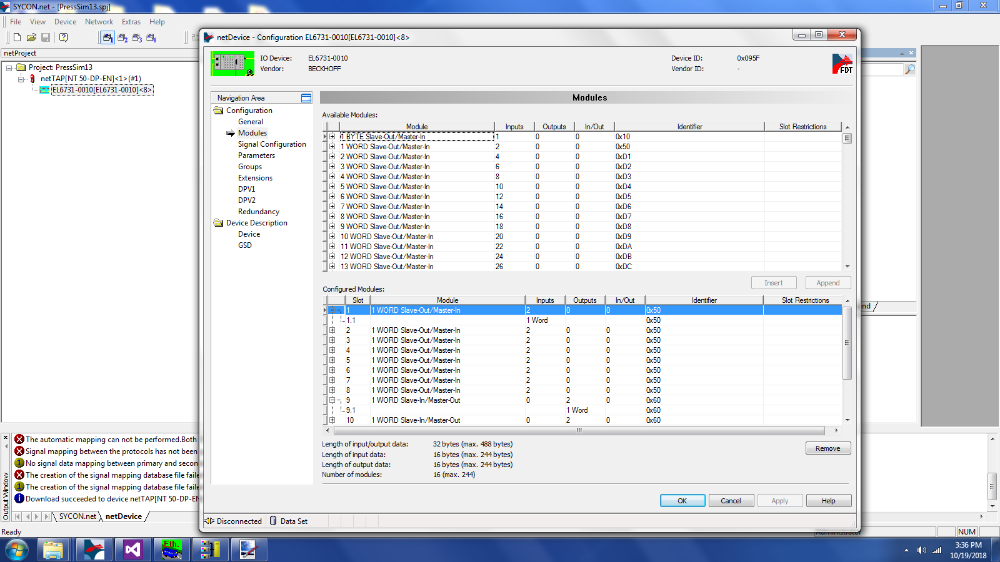 SYCON.net - [PressSim13.spj]
File View Device Network Extras Help
netProject
Project: PressSim13
netTAP[NT 50-DP-EN]<1>(#1)
EL6731-0010[EL6731-0010]<8>
netDevice - Configuration EL6731-0010[EL6731-0010]<8>
IO Device: EL6731-0010 Device ID: 0x095F
Vendor: BECKHOFF Vendor ID: -
FDT
Navigation Area
Configuration
General
Modules
Signal Configuration
Parameters
Groups
Extensions
DPV1
DPV2
Redundancy
Device Description
Device
GSD
Modules
Available Modules:
Module Inputs Outputs In/Out Identifier Slot Restrictions
1 BYTE Slave-Out/Master-In 1 0 0 0x10
1 WORD Slave-Out/Master-In 2 0 0 0x50
2 WORD Slave-Out/Master-In 4 0 0 0xD1
3 WORD Slave-Out/Master-In 6 0 0 0xD2
4 WORD Slave-Out/Master-In 8 0 0 0xD3
5 WORD Slave-Out/Master-In 10 0 0 0xD4
6 WORD Slave-Out/Master-In 12 0 0 0xD5
7 WORD Slave-Out/Master-In 14 0 0 0xD6
8 WORD Slave-Out/Master-In 16 0 0 0xD7
9 WORD Slave-Out/Master-In 18 0 0 0xD8
10 WORD Slave-Out/Master-In 20 0 0 0xD9
11 WORD Slave-Out/Master-In 22 0 0 0xDA
12 WORD Slave-Out/Master-In 24 0 0 0xDB
13 WORD Slave-Out/Master-In 26 0 0 0xDC
Insert Append
Configured Modules:
Slot Module Inputs Outputs In/Out Identifier Slot Restrictions
1 1 WORD Slave-Out/Master-In 2 0 0 0x50
1.1 1 Word 0x50
2 1 WORD Slave-Out/Master-In 2 0 0 0x50
3 1 WORD Slave-Out/Master-In 2 0 0 0x50
4 1 WORD Slave-Out/Master-In 2 0 0 0x50
5 1 WORD Slave-Out/Master-In 2 0 0 0x50
6 1 WORD Slave-Out/Master-In 2 0 0 0x50
7 1 WORD Slave-Out/Master-In 2 0 0 0x50
8 1 WORD Slave-Out/Master-In 2 0 0 0x50
9 1 WORD Slave-In/Master-Out 0 2 0 0x60
9.1 1 Word 0x60
10 1 WORD Slave-In/Master-Out 0 2 0 0x60
Length of input/output data: 32 bytes (max. 488 bytes)
Length of input data: 16 bytes (max. 244 bytes)
Length of output data: 16 bytes (max. 244 bytes)
Number of modules: 16 (max. 244)
Remove
OK Cancel Apply Help
Disconnected Data Set
nd
Output Window
The automatic mapping can not be performed.Both
Signal mapping between the protocols has not been
No signal data mapping between primary and secon
The creation of the signal mapping database file faile
The creation of the signal mapping database file faile
Download succeeded to device netTAP[NT 50-DP-EN
SYCON.net netDevice
Ready
NUM
Eth.
3:36 PM
10/19/2018